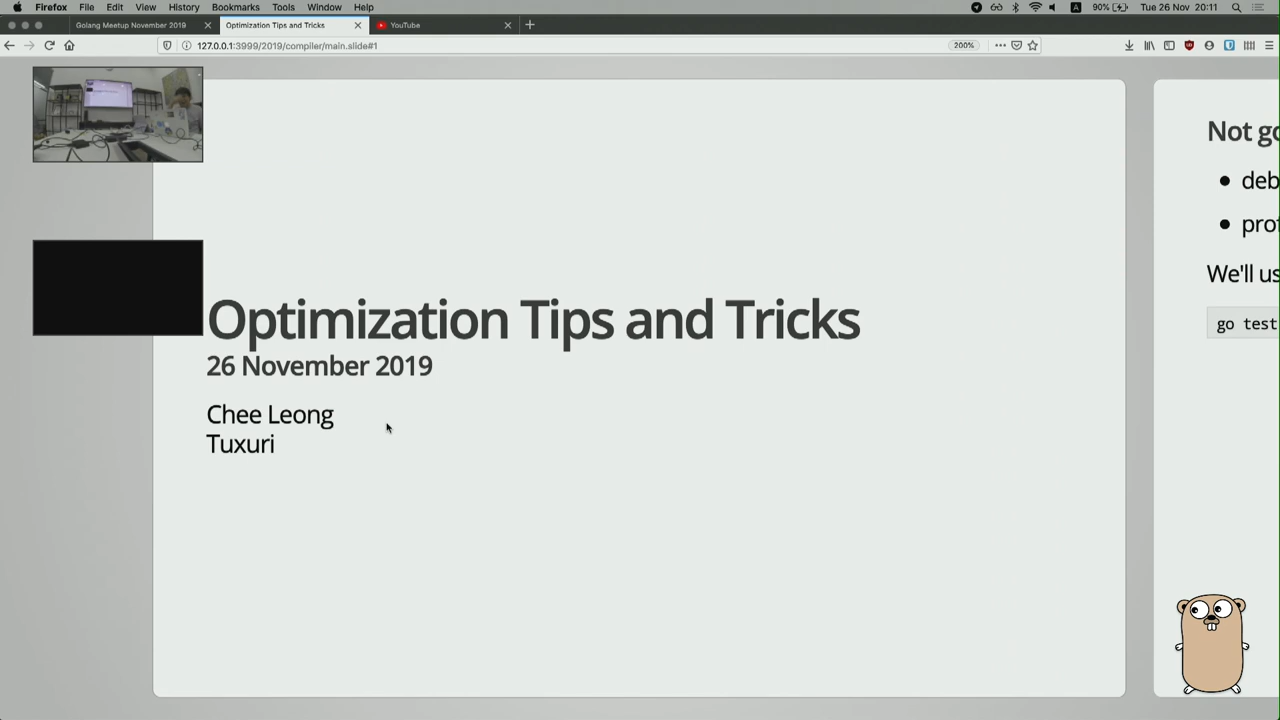 Firefox File Edit View History Bookmarks Tools Window Help
90% Tue 26 Nov 20:11
Golang Meetup November 2019
Optimization Tips and Tricks
YouTube
127.0.0.1:3999/2019/compiler/main.slide#1
200%
Optimization Tips and Tricks
26 November 2019
Chee Leong
Tuxuri
Not go
deb
prof
We'll us
go test